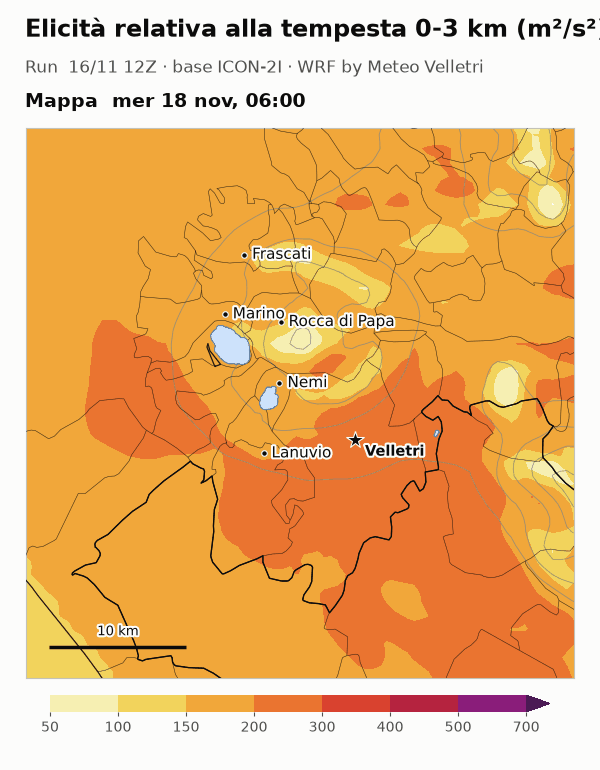 Elicità relativa alla tempesta 0-3 km (m²/s²)
Run  16/11 12Z · base ICON-2I · WRF by Meteo Velletri
Mappa  mer 18 nov, 06:00
Frascati
Marino
Rocca di Papa
Nemi
Velletri
Lanuvio
10 km
50 100 150 200 300 400 500 700